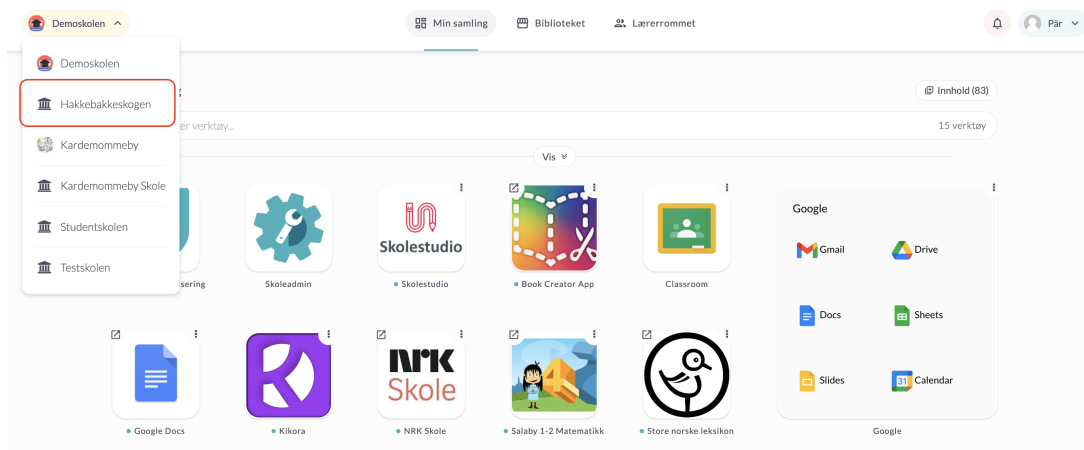 Demoskolen
Min samling
Biblioteket
Lærerrommet
Pär
Demoskolen
Hakkebakkeskogen
Kardemommeby
Kardemommeby Skole
Studentskolen
Testskolen
Innhold (83)
er verktøy...
15 verktøy
Vis
sering
Skoleadmin
Skolestudio
Skolestudio
Book Creator App
Classroom
Google
Gmail
Drive
Docs
Sheets
Slides
31
Calendar
Google
Google Docs
Kikora
NRK
Skole
NRK Skole
4
Salaby 1-2 Matematikk
Store norske leksikon